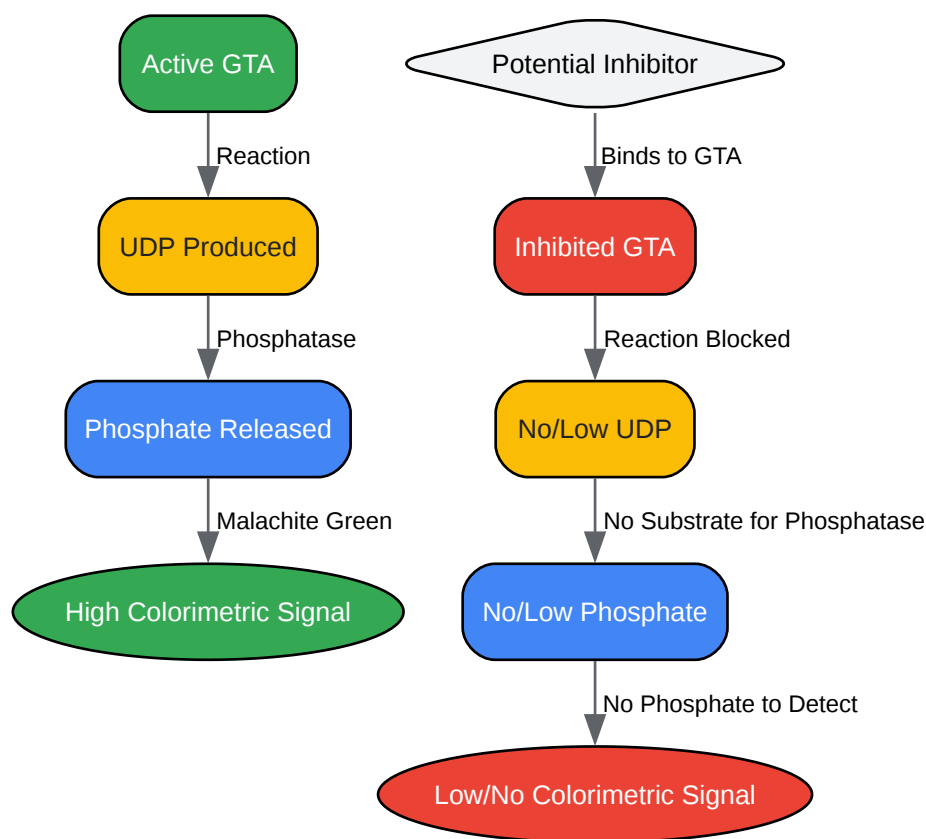 Active GTA
Reaction
UDP Produced
Phosphatase
Phosphate Released
Malachite Green
High Colorimetric Signal
Potential Inhibitor
Binds to GTA
Inhibited GTA
Reaction Blocked
No/Low UDP
No Substrate for Phosphatase
No/Low Phosphate
No Phosphate to Detect
Low/No Colorimetric Signal